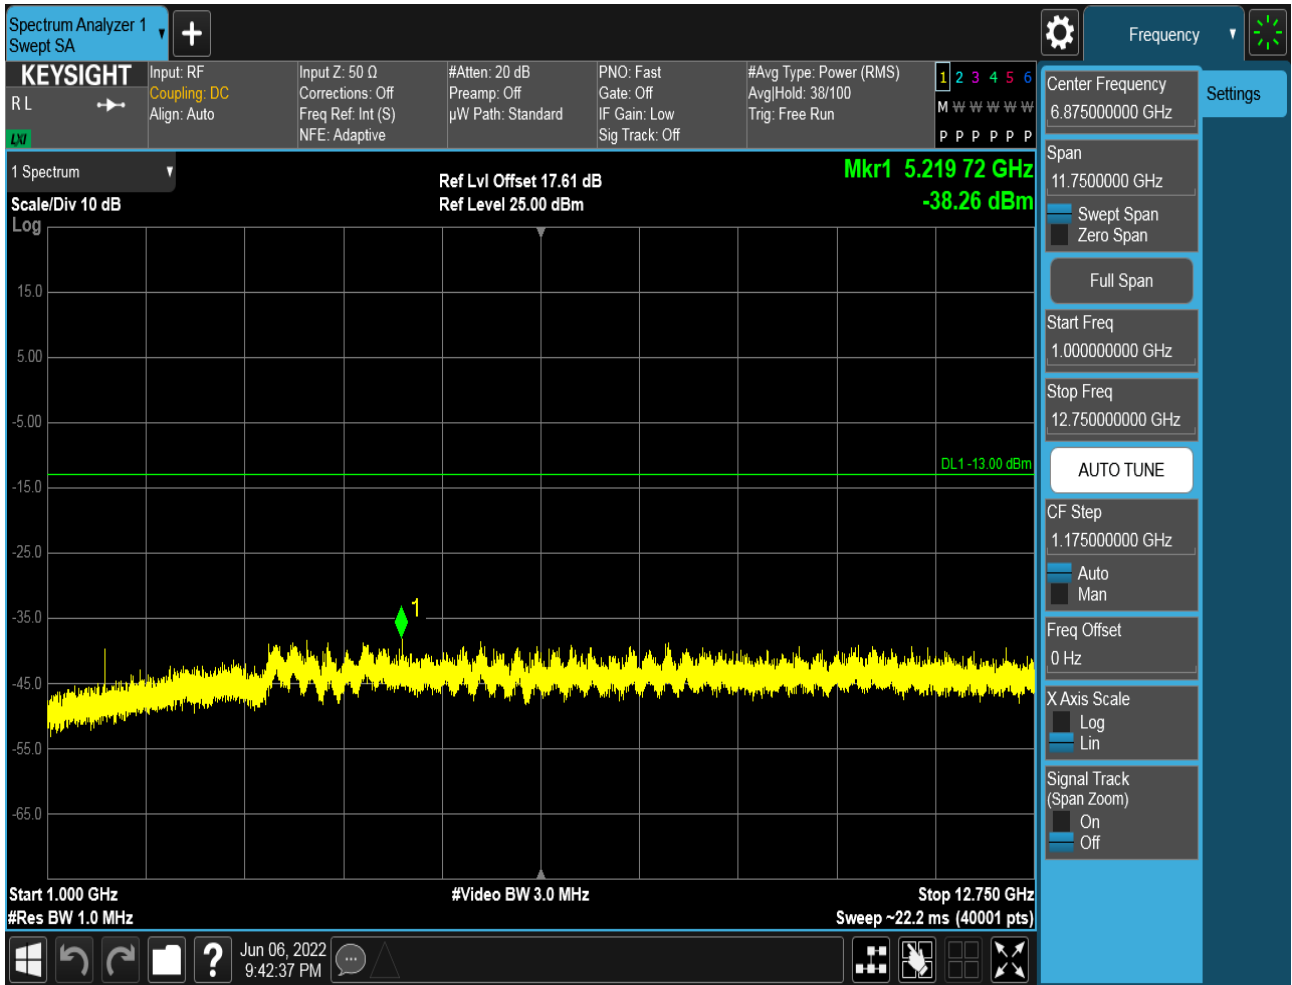 Spectrum Analyzer 1
Swept SA
+
Frequency
KEYSIGHT
R L
LXI
Input: RF
Coupling: DC
Align: Auto
Input Z: 50 Ω
Corrections: Off
Freq Ref: Int (S)
NFE: Adaptive
#Atten: 20 dB
Preamp: Off
µW Path: Standard
PNO: Fast
Gate: Off
IF Gain: Low
Sig Track: Off
#Avg Type: Power (RMS)
Avg|Hold: 38/100
Trig: Free Run
1 2 3 4 5 6
M W W W W W
P P P P P P
1 Spectrum
Scale/Div 10 dB
Log
Ref Lvl Offset 17.61 dB
Ref Level 25.00 dBm
Mkr1 5.219 72 GHz
-38.26 dBm
15.0
5.00
-5.00
DL1 -13.00 dBm
-15.0
-25.0
1
-35.0
-45.0
-55.0
-65.0
Start 1.000 GHz
#Video BW 3.0 MHz
Stop 12.750 GHz
#Res BW 1.0 MHz
Sweep ~22.2 ms (40001 pts)
?
Jun 06, 2022
9:42:37 PM
Center Frequency
6.875000000 GHz
Settings
Span
11.7500000 GHz
Swept Span
Zero Span
Full Span
Start Freq
1.000000000 GHz
Stop Freq
12.750000000 GHz
AUTO TUNE
CF Step
1.175000000 GHz
Auto
Man
Freq Offset
0 Hz
X Axis Scale
Log
Lin
Signal Track
(Span Zoom)
On
Off